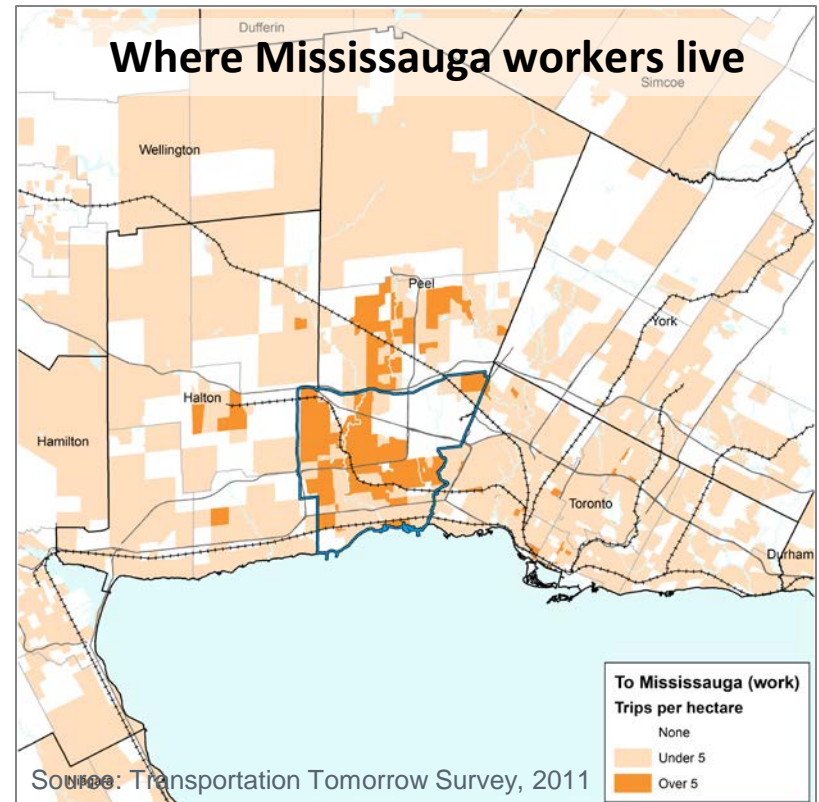 Dufferin
Where Mississauga workers live
Simcoe
Wellington
Peel
York
Halton
Hamilton
Toronto
Durham
To Mississauga (work)
Trips per hectare
None
Under 5
Over 5
Niagara
Source: Transportation Tomorrow Survey, 2011